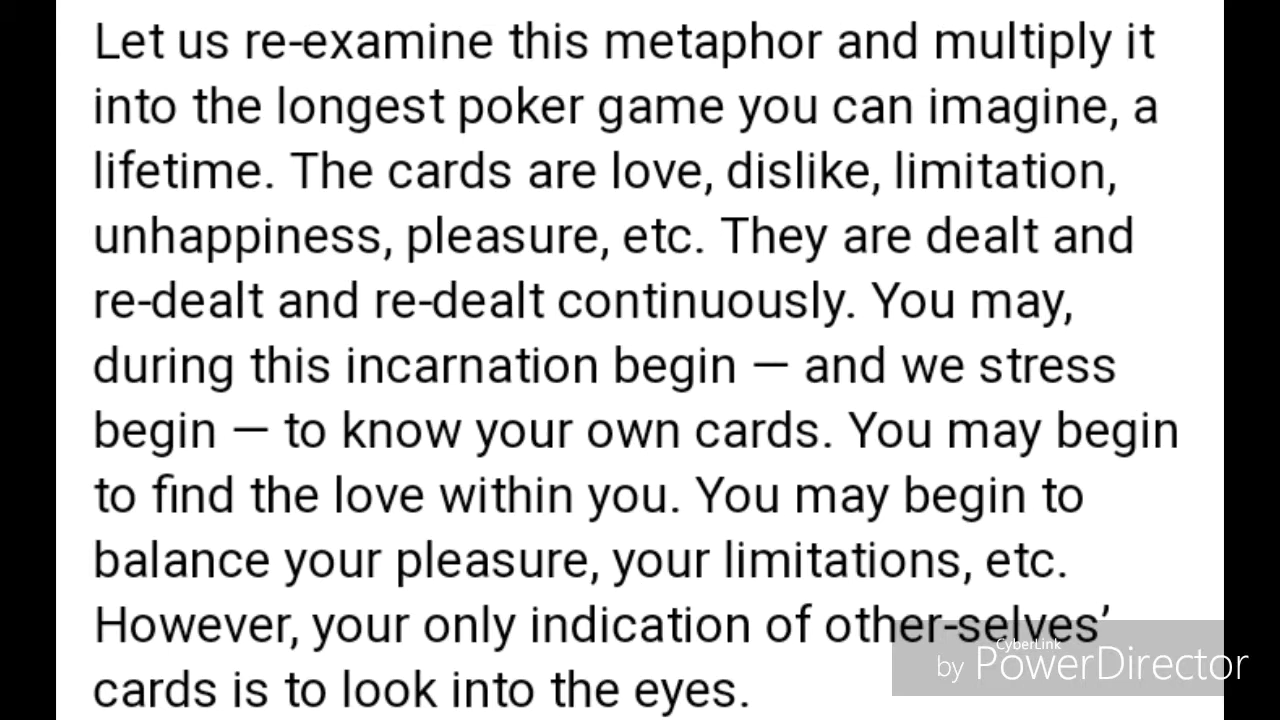 Let us re-examine this metaphor and multiply it
into the longest poker game you can imagine, a
lifetime. The cards are love, dislike, limitation,
unhappiness, pleasure, etc. They are dealt and
re-dealt and re-dealt continuously. You may,
during this incarnation begin — and we stress
begin — to know your own cards. You may begin
to find the love within you. You may begin to
balance your pleasure, your limitations, etc.
However, your only indication of other-selves’
cards is to look into the eyes.
CyberLink
by PowerDirector